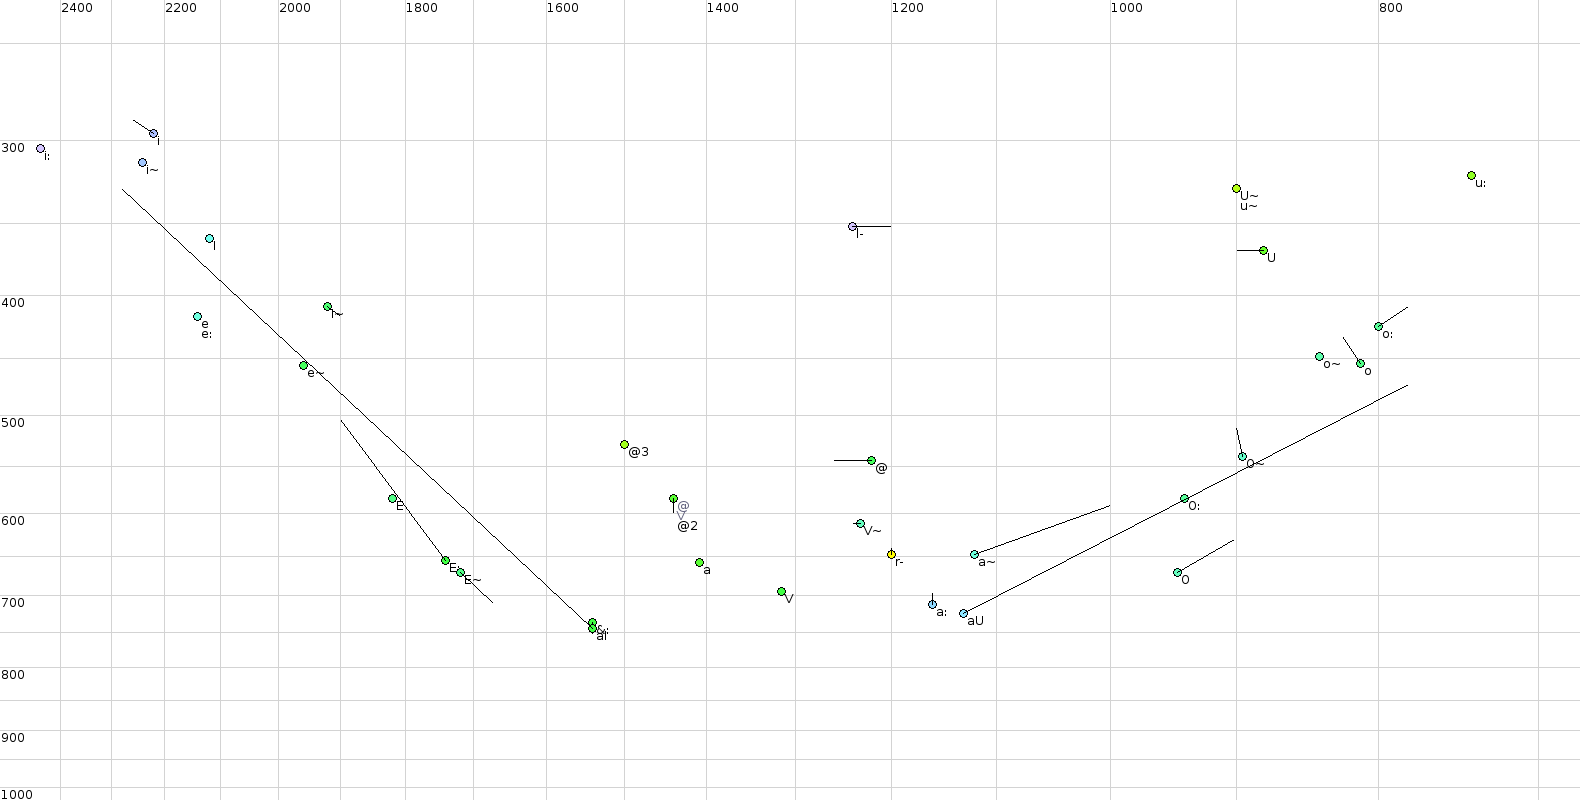 2400 2200 2000 1800 1600 1400 1200 1000 800
i
300
i:
i~
u:
U~
u~
I-
I
U
400
e
I~
e:
o:
o~
o
e~
500
@3
O~
@
E
@
O:
V
600
@2
V~
r-
a~
E:
a
E~
O
V
700
a:
aU
&:
aI
800
900
1000